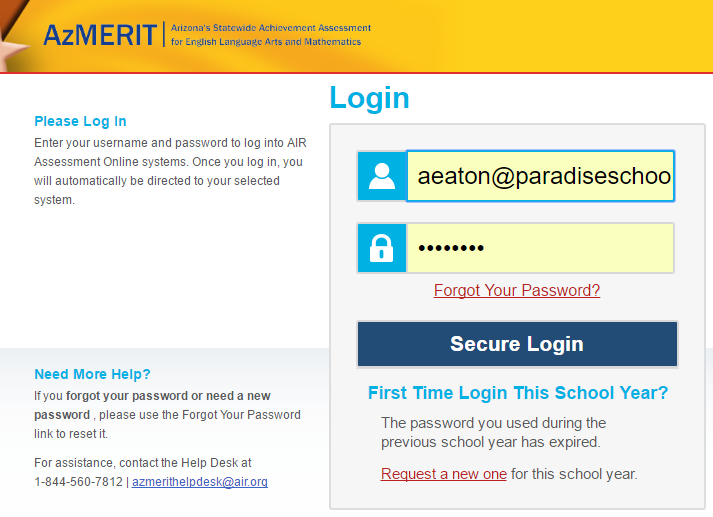 AzMERIT
Arizona's Statewide Achievement Assessment
for English Language Arts and Mathematics
Login
Please Log In
Enter your username and password to log into AIR
Assessment Online systems. Once you log in, you
will automatically be directed to your selected
system.
aeaton@paradiseschoo
••••••••
Forgot Your Password?
Secure Login
First Time Login This School Year?
The password you used during the
previous school year has expired.
Request a new one for this school year.
Need More Help?
If you forgot your password or need a new
password , please use the Forgot Your Password
link to reset it.
For assistance, contact the Help Desk at
1-844-560-7812 | azmerithelpdesk@air.org